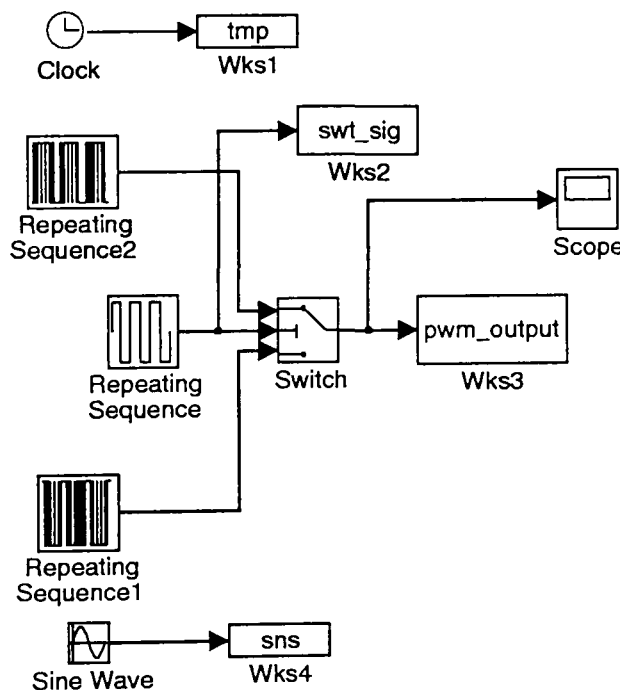 tmp
Clock
Wks1
swt_sig
Wks2
Repeating
Sequence2
Scope
pwm_output
Repeating
Sequence
Switch
Wks3
Repeating
Sequence1
sns
Sine Wave
Wks4